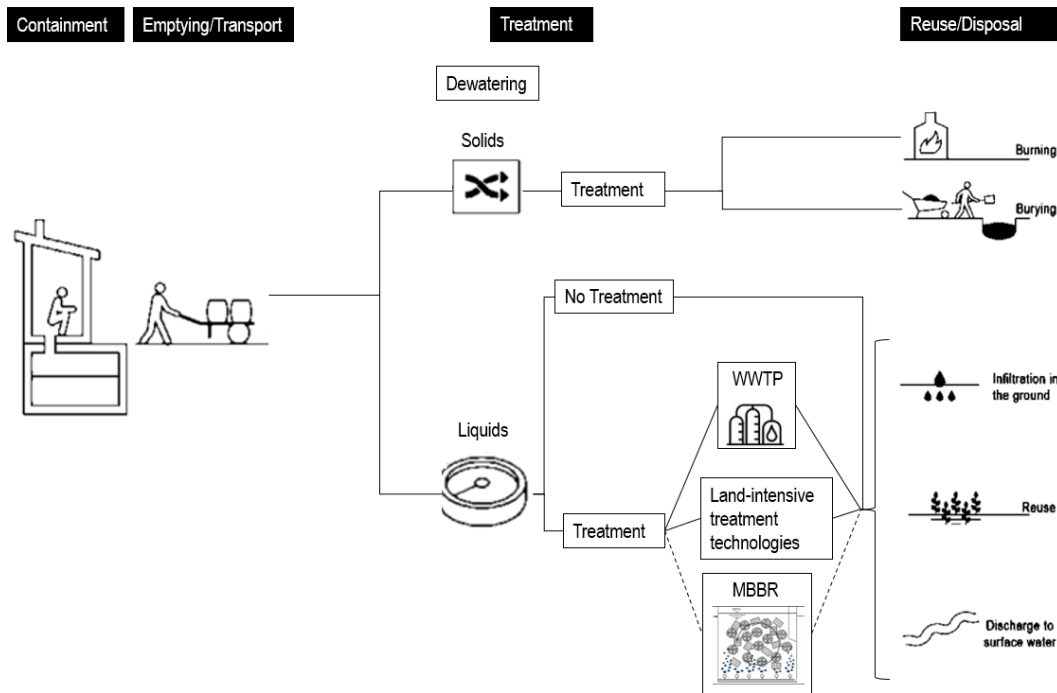 Containment
Emptying/Transport
Treatment
Reuse/Disposal
Dewatering
Solids
Treatment
Burning
Burying
No Treatment
WWTP
Infiltration in
the ground
Liquids
Land-intensive
treatment
technologies
Treatment
Reuse
MBBR
Discharge to
surface water